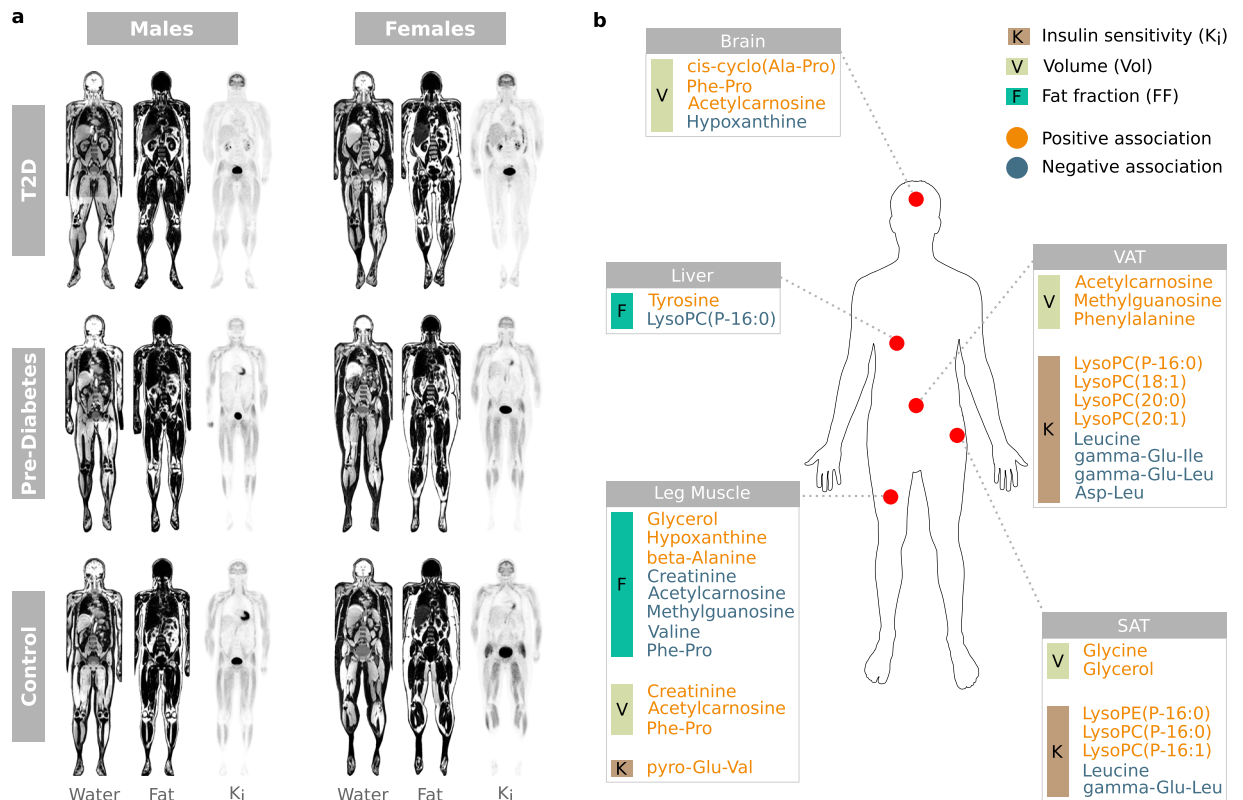 a
Males
Females
T2D
Pre-Diabetes
Control
Water
Fat
Ki
Water
Fat
Ki
b
K Insulin sensitivity (Ki)
V Volume (Vol)
F Fat fraction (FF)
Positive association
Negative association
Brain
V
cis-cyclo(Ala-Pro)
Phe-Pro
Acetylcarnosine
Hypoxanthine
Liver
F
Tyrosine
LysoPC(P-16:0)
VAT
V
Acetylcarnosine
Methylguanosine
Phenylalanine
K
LysoPC(P-16:0)
LysoPC(18:1)
LysoPC(20:0)
LysoPC(20:1)
Leucine
gamma-Glu-Ile
gamma-Glu-Leu
Asp-Leu
Leg Muscle
F
Glycerol
Hypoxanthine
beta-Alanine
Creatinine
Acetylcarnosine
Methylguanosine
Valine
Phe-Pro
V
Creatinine
Acetylcarnosine
Phe-Pro
K
pyro-Glu-Val
SAT
V
Glycine
Glycerol
K
LysoPE(P-16:0)
LysoPC(P-16:0)
LysoPC(P-16:1)
Leucine
gamma-Glu-Leu